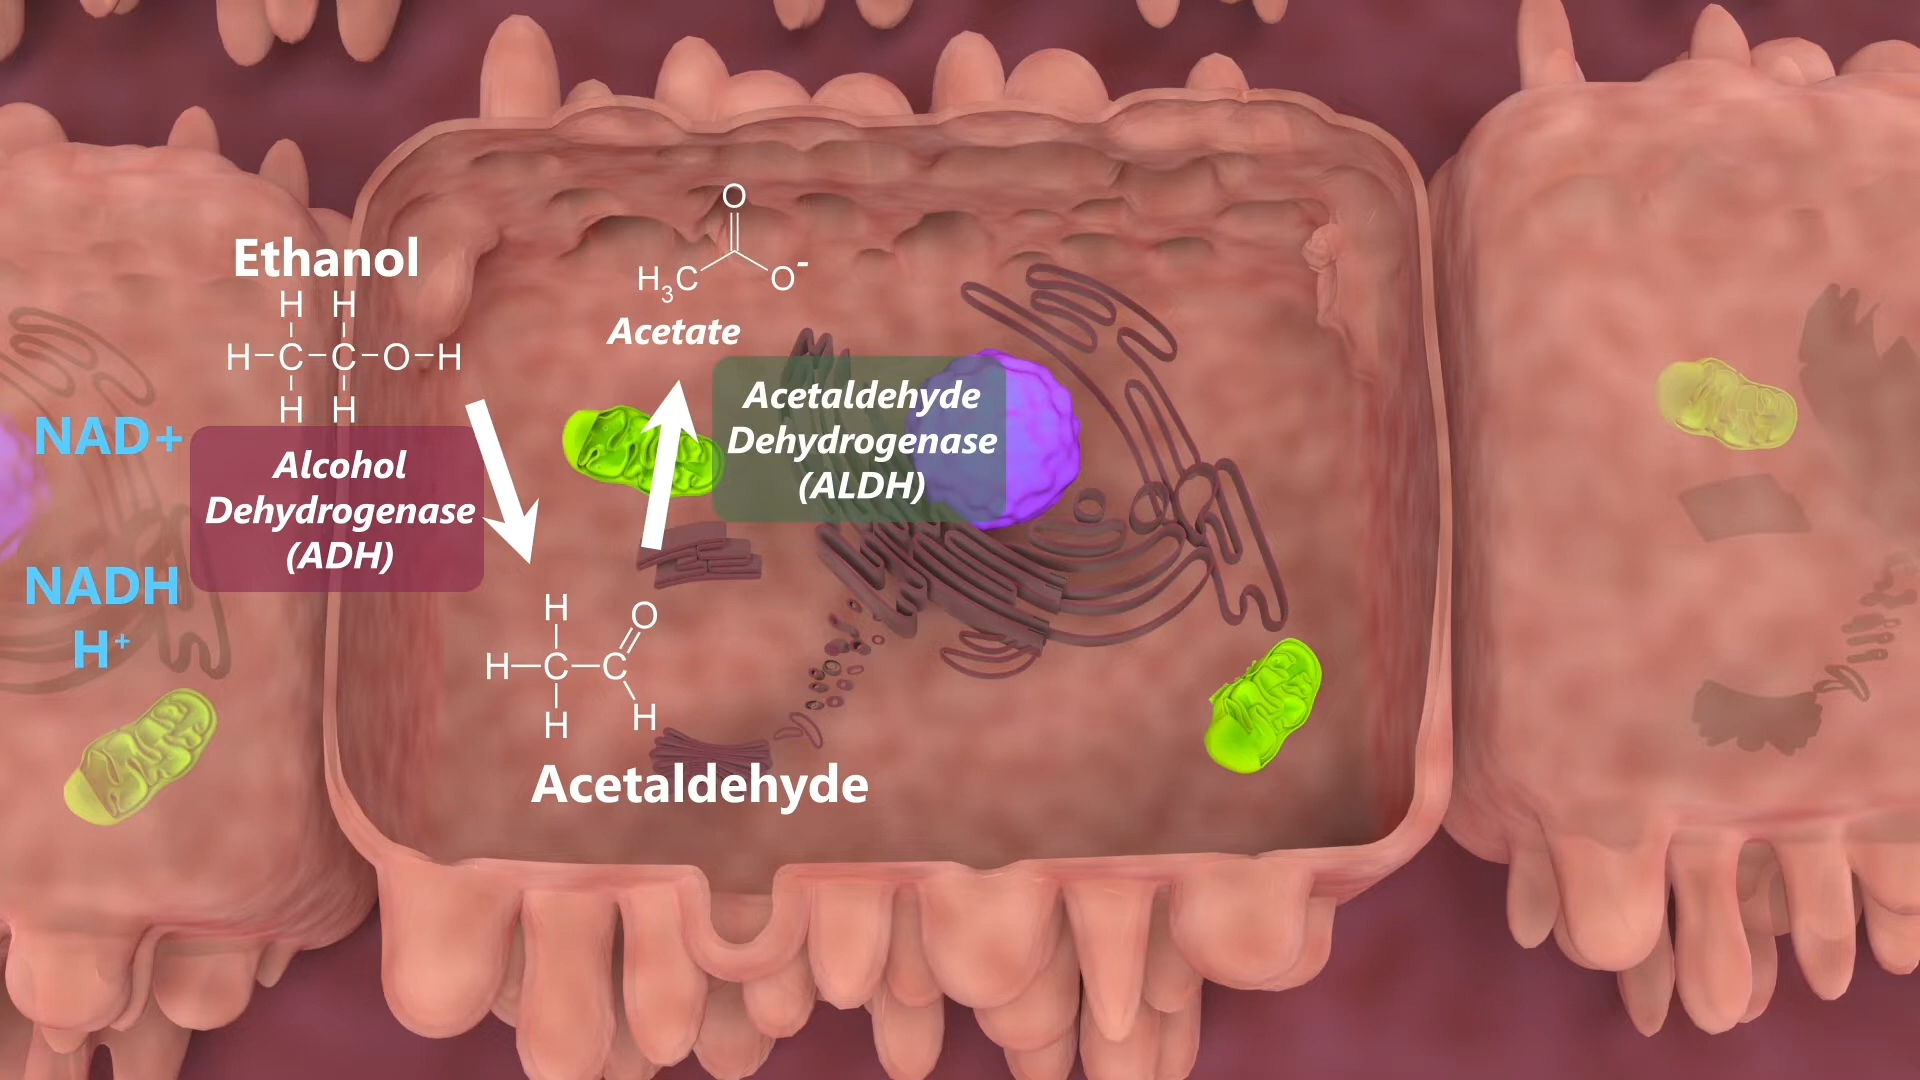 Ethanol
H H
H-C-C-O-H
H H
NAD+
Alcohol
Dehydrogenase
(ADH)
NADH
H⁺
O
H₃C O⁻
Acetate
Acetaldehyde
Dehydrogenase
(ALDH)
H O
H-C-C
H H
Acetaldehyde